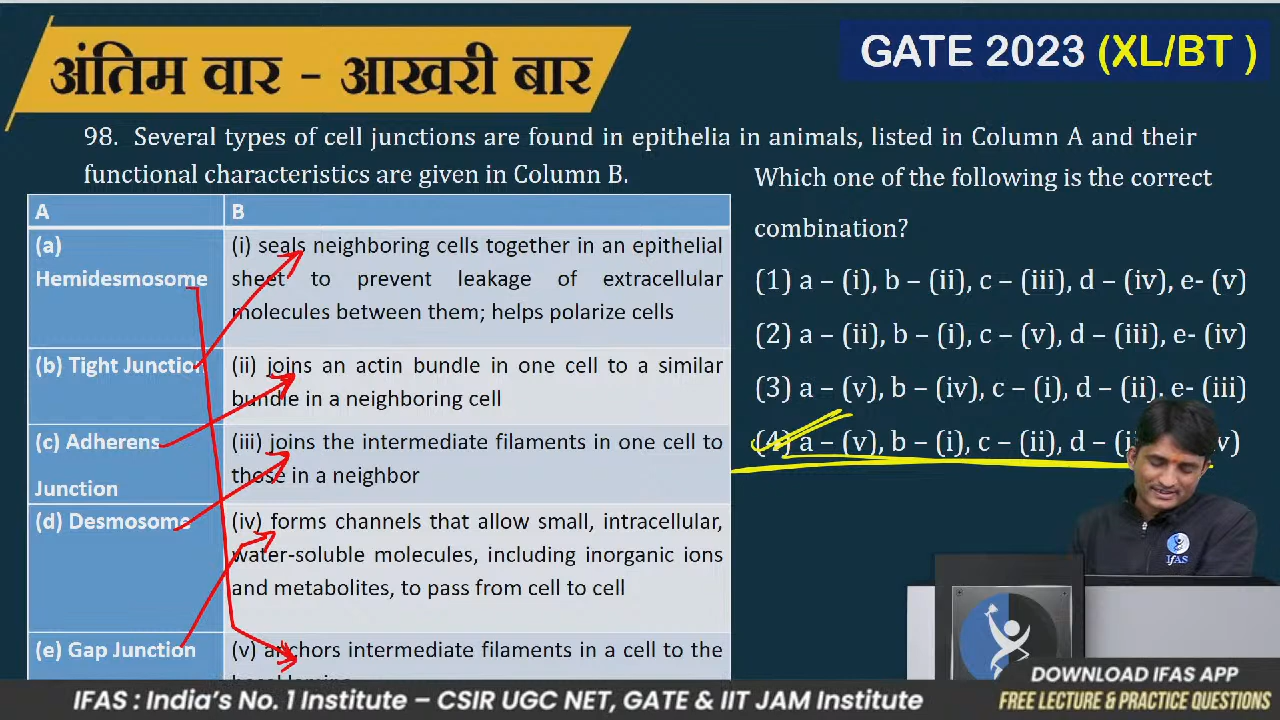 अंतिम वार - आखरी बार
GATE 2023 (XL/BT )
98. Several types of cell junctions are found in epithelia in animals, listed in Column A and their
functional characteristics are given in Column B.
A
B
(a)
Hemidesmosome
(i) seals neighboring cells together in an epithelial
sheet to prevent leakage of extracellular
molecules between them; helps polarize cells
(b) Tight Junction
(ii) joins an actin bundle in one cell to a similar
bundle in a neighboring cell
(c) Adherens
Junction
(iii) joins the intermediate filaments in one cell to
those in a neighbor
(d) Desmosome
(iv) forms channels that allow small, intracellular,
water-soluble molecules, including inorganic ions
and metabolites, to pass from cell to cell
(e) Gap Junction
(v) anchors intermediate filaments in a cell to the
Which one of the following is the correct
combination?
(1) a – (i), b – (ii), c – (iii), d – (iv), e- (v)
(2) a – (ii), b – (i), c – (v), d – (iii), e- (iv)
(3) a – (v), b – (iv), c – (i), d – (ii). e- (iii)
(4) a – (v), b – (i), c – (ii), d –
IFAS
DOWNLOAD IFAS APP
FREE LECTURE & PRACTICE QUESTIONS
IFAS : India's No. 1 Institute – CSIR UGC NET, GATE & IIT JAM Institute